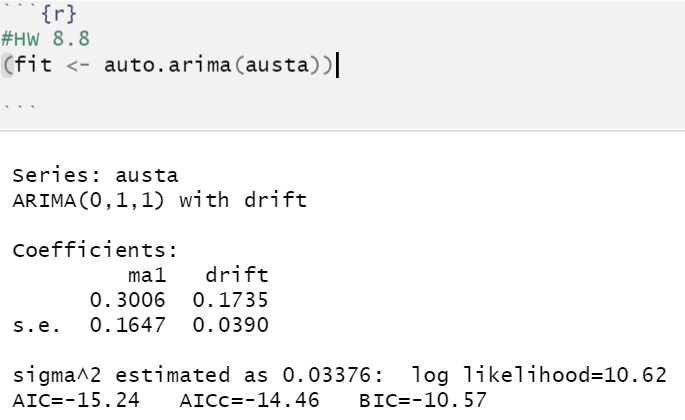 ```{r}
#HW 8.8
(fit <- auto.arima(austa))
```
Series: austa
ARIMA(0,1,1) with drift
Coefficients:
ma1 drift
0.3006 0.1735
s.e. 0.1647 0.0390
sigma^2 estimated as 0.03376: log likelihood=10.62
AIC=-15.24 AICc=-14.46 BIC=-10.57